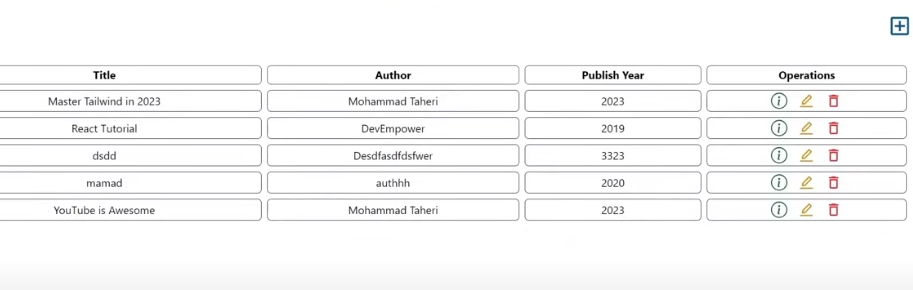 Title Author Publish Year Operations
Master Tailwind in 2023 Mohammad Taheri 2023
React Tutorial DevEmpower 2019
dsdd Desdfasdfdsfwer 3323
mamad authhh 2020
YouTube is Awesome Mohammad Taheri 2023